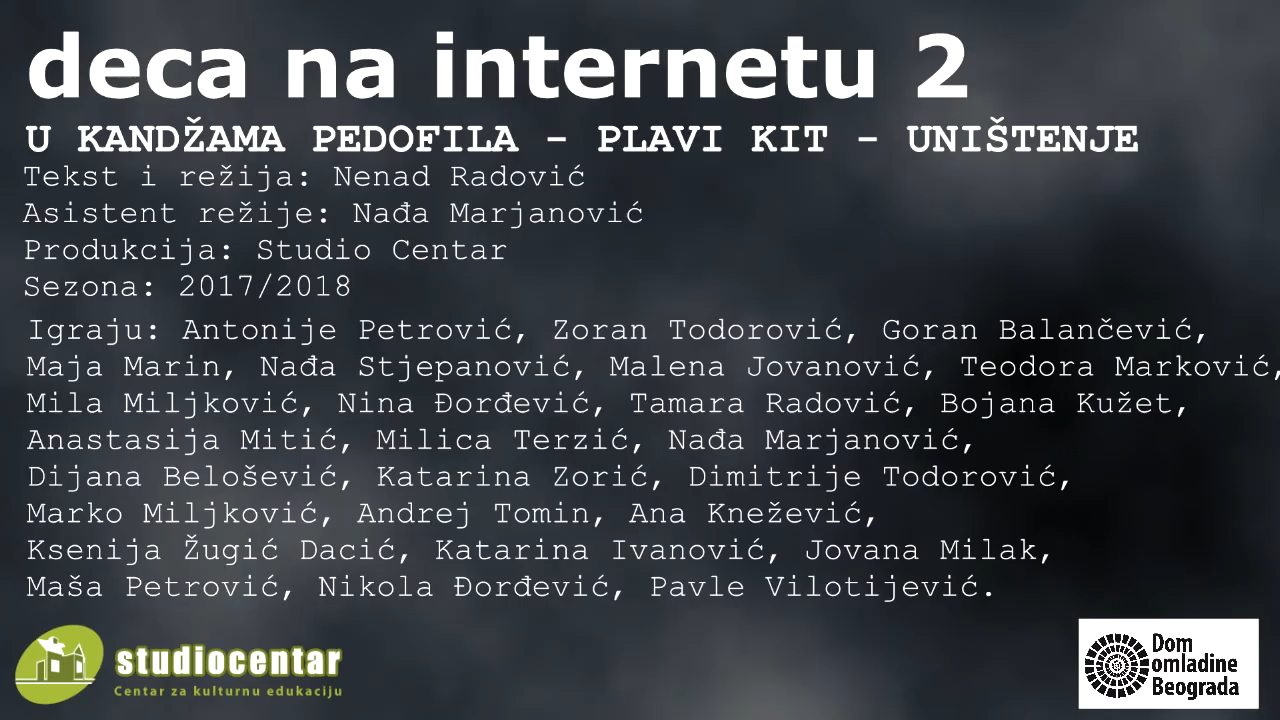 deca na internetu 2
U KANDŽAMA PEDOFILA - PLAVI KIT - UNIŠTENJE
Tekst i režija: Nenad Radović
Asistent režije: Nađa Marjanović
Produkcija: Studio Centar
Sezona: 2017/2018
Igraju: Antonije Petrović, Zoran Todorović, Goran Balančević,
Maja Marin, Nađa Stjepanović, Malena Jovanović, Teodora Marković,
Mila Miljković, Nina Đorđević, Tamara Radović, Bojana Kužet,
Anastasija Mitić, Milica Terzić, Nađa Marjanović,
Dijana Belošević, Katarina Zorić, Dimitrije Todorović,
Marko Miljković, Andrej Tomin, Ana Knežević,
Ksenija Žugić Dacić, Katarina Ivanović, Jovana Milak,
Maša Petrović, Nikola Đorđević, Pavle Vilotijević.
studiocentar
Centar za kulturnu edukaciju
Dom
omladine
Beograda